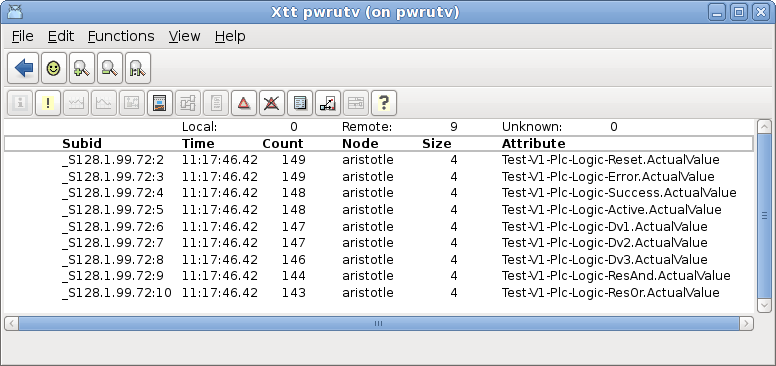 Xtt pwrutv (on pwrutv)
File Edit Functions View Help
Local: 0 Remote: 9 Unknown: 0
Subid Time Count Node Size Attribute
_S128.1.99.72:2 11:17:46.42 149 aristotle 4 Test-V1-Plc-Logic-Reset.ActualValue
_S128.1.99.72:3 11:17:46.42 149 aristotle 4 Test-V1-Plc-Logic-Error.ActualValue
_S128.1.99.72:4 11:17:46.42 148 aristotle 4 Test-V1-Plc-Logic-Success.ActualValue
_S128.1.99.72:5 11:17:46.42 148 aristotle 4 Test-V1-Plc-Logic-Active.ActualValue
_S128.1.99.72:6 11:17:46.42 147 aristotle 4 Test-V1-Plc-Logic-Dv1.ActualValue
_S128.1.99.72:7 11:17:46.42 147 aristotle 4 Test-V1-Plc-Logic-Dv2.ActualValue
_S128.1.99.72:8 11:17:46.42 146 aristotle 4 Test-V1-Plc-Logic-Dv3.ActualValue
_S128.1.99.72:9 11:17:46.42 144 aristotle 4 Test-V1-Plc-Logic-ResAnd.ActualValue
_S128.1.99.72:10 11:17:46.42 143 aristotle 4 Test-V1-Plc-Logic-ResOr.ActualValue